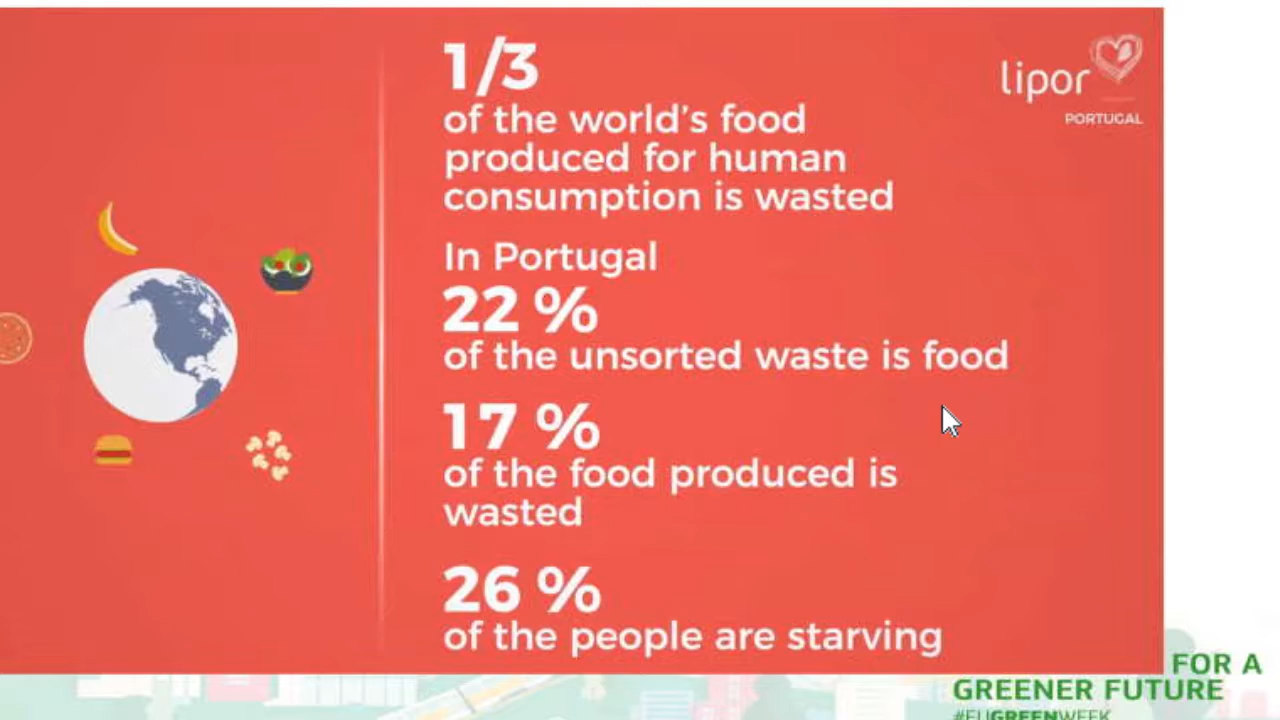 1/3
of the world's food
produced for human
consumption is wasted
In Portugal
22 %
of the unsorted waste is food
17 %
of the food produced is
wasted
26 %
of the people are starving
lipor
PORTUGAL
FOR A
GREENER FUTURE
#EUGREENWEEK